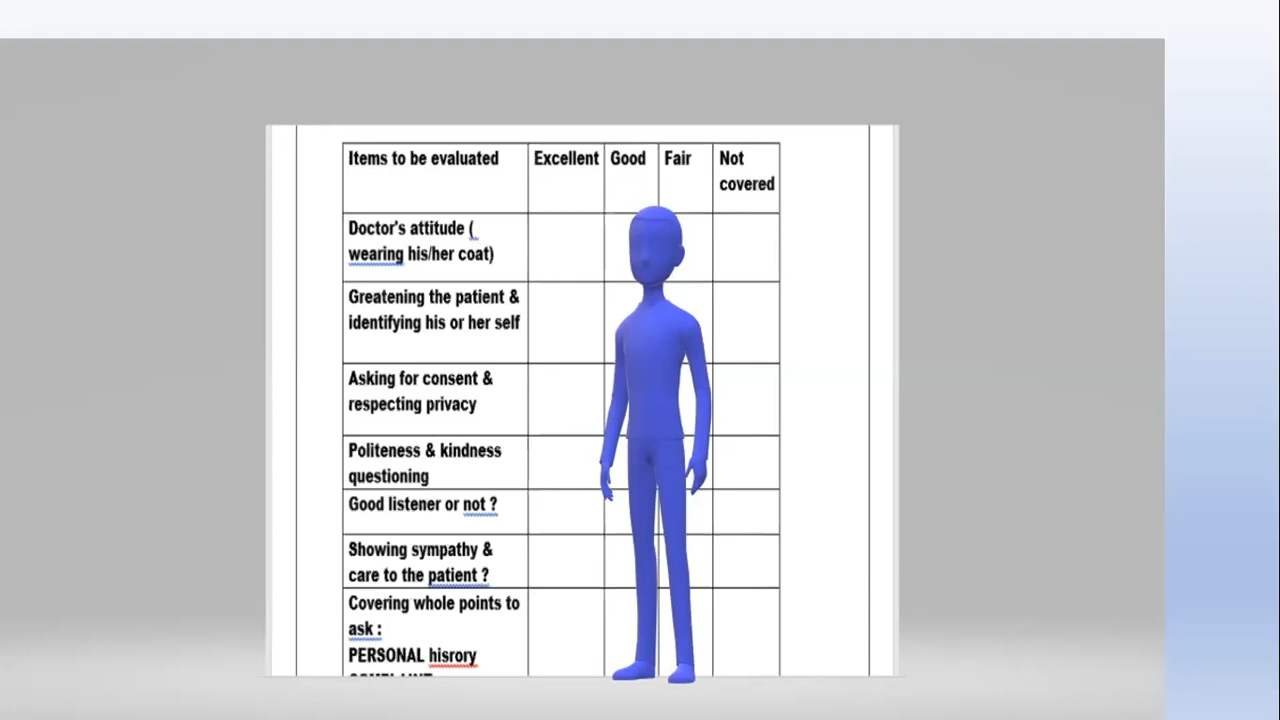 Items to be evaluated Excellent Good Fair Not
covered
Doctor's attitude (
wearing his/her coat)
Greatening the patient &
identifying his or her self
Asking for consent &
respecting privacy
Politeness & kindness
questioning
Good listener or not ?
Showing sympathy &
care to the patient ?
Covering whole points to
ask :
PERSONAL hisrory